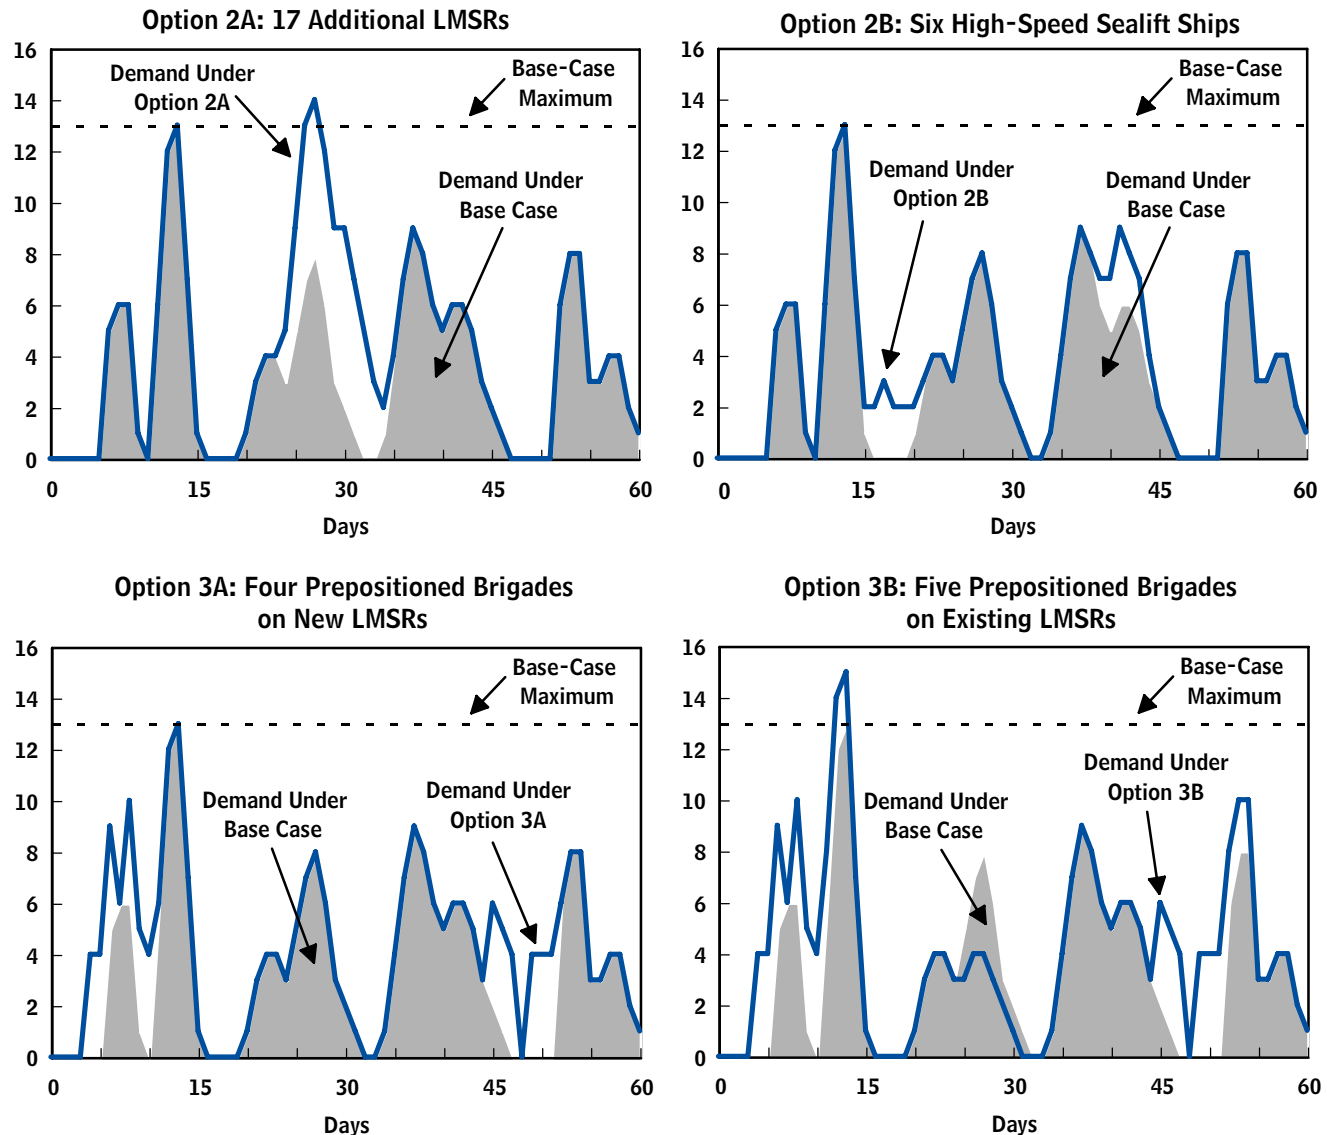 Option 2A: 17 Additional LMSRs
16
14
12
10
8
6
4
2
0
Demand Under
Option 2A
Base-Case
Maximum
Demand Under
Base Case
0 15 30 45 60
Days
Option 2B: Six High-Speed Sealift Ships
16
14
12
10
8
6
4
2
0
Base-Case
Maximum
Demand Under
Option 2B
Demand Under
Base Case
0 15 30 45 60
Days
Option 3A: Four Prepositioned Brigades
on New LMSRs
16
14
12
10
8
6
4
2
0
Base-Case
Maximum
Demand Under
Base Case
Demand Under
Option 3A
0 15 30 45 60
Days
Option 3B: Five Prepositioned Brigades
on Existing LMSRs
16
14
12
10
8
6
4
2
0
Base-Case
Maximum
Demand Under
Option 3B
Demand Under
Base Case
0 15 30 45 60
Days